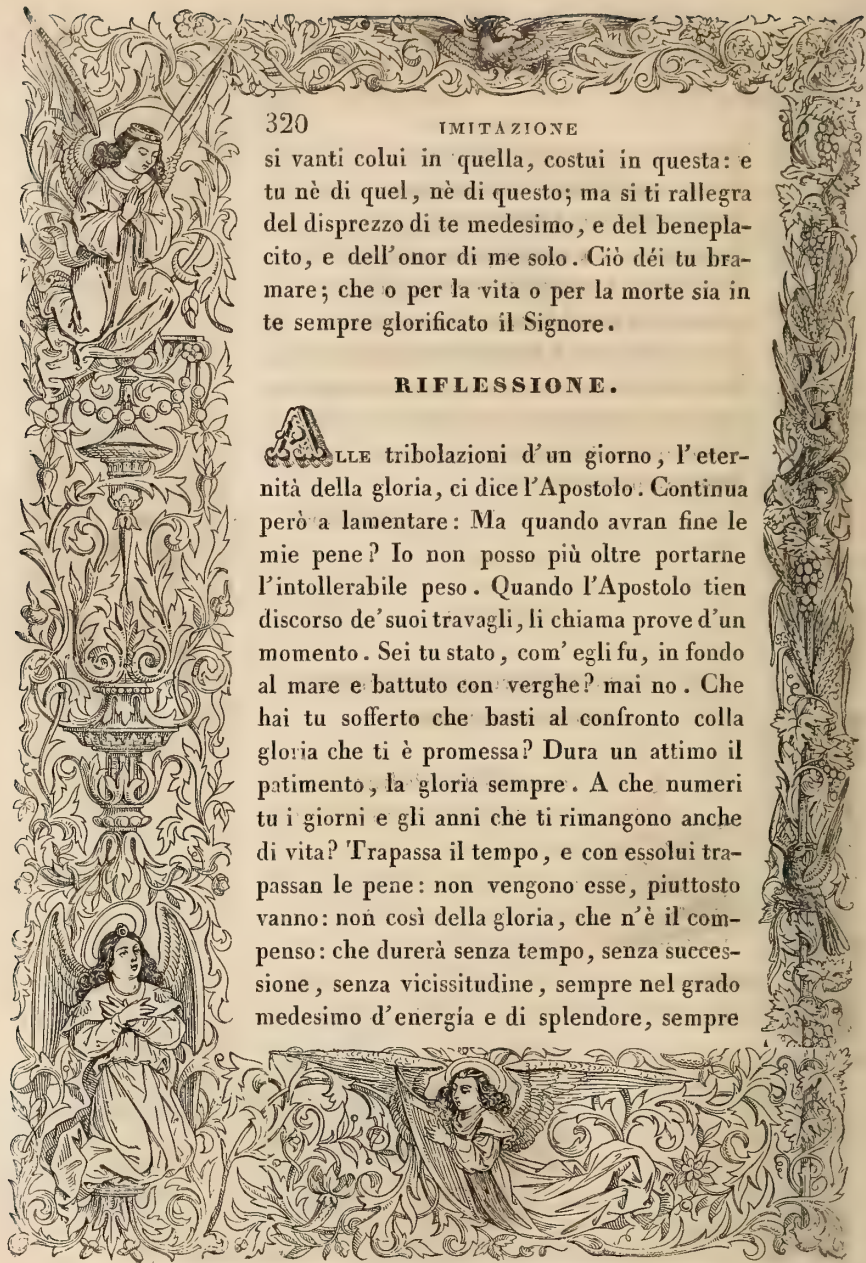 320 IMITAZIONE
si vanti colui in quella, costui in questa: e
tu nè di quel, nè di questo; ma si ti rallegra
del disprezzo di te medesimo, e del benepla-
cito, e dell'onor di me solo. Ciò déi tu bra-
mare; che o per la vita o per la morte sia in
te sempre glorificato il Signore.
RIFLESSIONE.
ALLE tribolazioni d'un giorno, l'eter-
nità della gloria, ci dice l'Apostolo. Continua
però a lamentare: Ma quando avran fine le
mie pene? Io non posso più oltre portarne
l'intollerabile peso. Quando l'Apostolo tien
discorso de' suoi travagli, li chiama prove d'un
momento. Sei tu stato, com' egli fu, in fondo
al mare e battuto con verghe? mai no. Che
hai tu sofferto che basti al confronto colla
gloria che ti è promessa? Dura un attimo il
patimento, la gloria sempre. A che numeri
tu i giorni e gli anni che ti rimangono anche
di vita? Trapassa il tempo, e con essolui tra-
passan le pene: non vengono esse, piuttosto
vanno: non così della gloria, che n'è il com-
penso: che durerà senza tempo, senza succes-
sione, senza vicissitudine, sempre nel grado
medesimo d'energía e di splendore, sempre